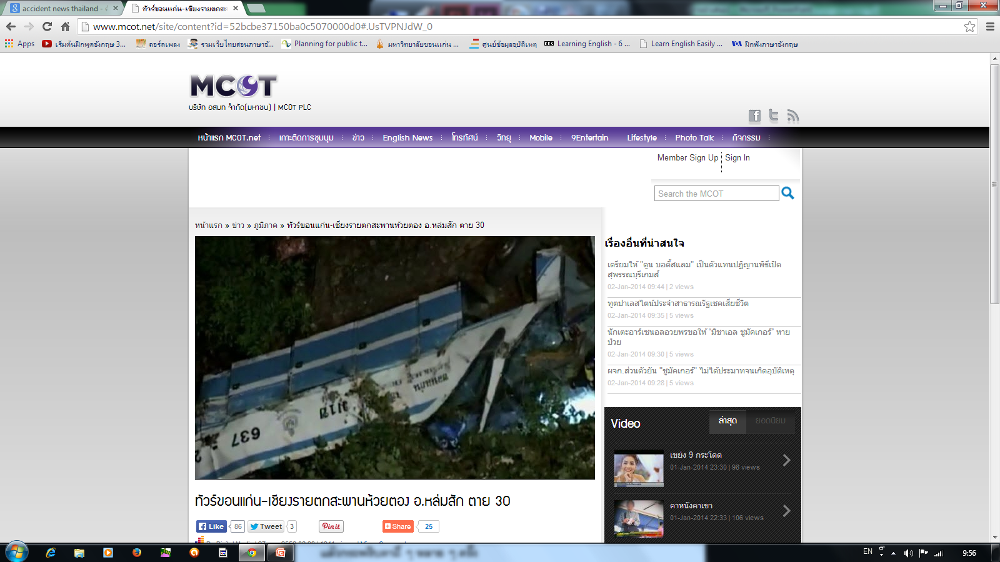 accident news thailand - 
ทัวร์ขอนแก่น-เชียงรายตกสะ
www.mcot.net/site/content?id=52bcbe37150ba0c5070000d0#.UsTVPNJdW_0
Apps เริ่มต้นฝึกพูดอังกฤษ 3... คอร์ดเพลง รวมเว็บไทยสอนภาษาอัง... Planning for public t... มหาวิทยาลัยขอนแก่น ... ศูนย์ข้อมูลอุบัติเหตุ BBC Learning English - 6 ... Learn English Easily ... VOA ฝึกฟังภาษาอังกฤษ
MCOT
บริษัท อสมท จำกัด(มหาชน) | MCOT PLC
หน้าแรก MCOT.net เกาะติดการชุมนุม ข่าว English News โทรทัศน์ วิทยุ Mobile 9Entertain Lifestyle Photo Talk กิจกรรม
Member Sign Up Sign In
Search the MCOT
หน้าแรก » ข่าว » ภูมิภาค » ทัวร์ขอนแก่น-เชียงรายตกสะพานห้วยตอง อ.หล่มสัก ตาย 30
637
ทัวร์ขอนแก่น-เชียงรายตกสะพานห้วยตอง อ.หล่มสัก ตาย 30
Like 86 Tweet 3 Pin it Share 25
เรื่องอื่นที่น่าสนใจ
เตรียมให้ "ตูน บอดี้สแลม" เป็นตัวแทนปฏิญานพิธีเปิด
สุพรรณบุรีเกมส์
02-Jan-2014 09:44 | 2 views
ทูตปาเลสไตน์ประจำสาธารณรัฐเชคเสียชีวิต
02-Jan-2014 09:35 | 5 views
นักเตะอาร์เซนอลอวยพรขอให้ "มิชาเอล ชูมัคเกอร์" หาย
ป่วย
02-Jan-2014 09:30 | 5 views
ผจก.ส่วนตัวยัน "ชูมัคเกอร์" ไม่ได้ประมาทจนเกิดอุบัติเหตุ
02-Jan-2014 09:28 | 5 views
Video ล่าสุด ยอดนิยม
เขย่ง 9 กระโดด
01-Jan-2014 23:30 | 98 views
คาหนังคาเขา
01-Jan-2014 22:33 | 106 views
EN
9:56